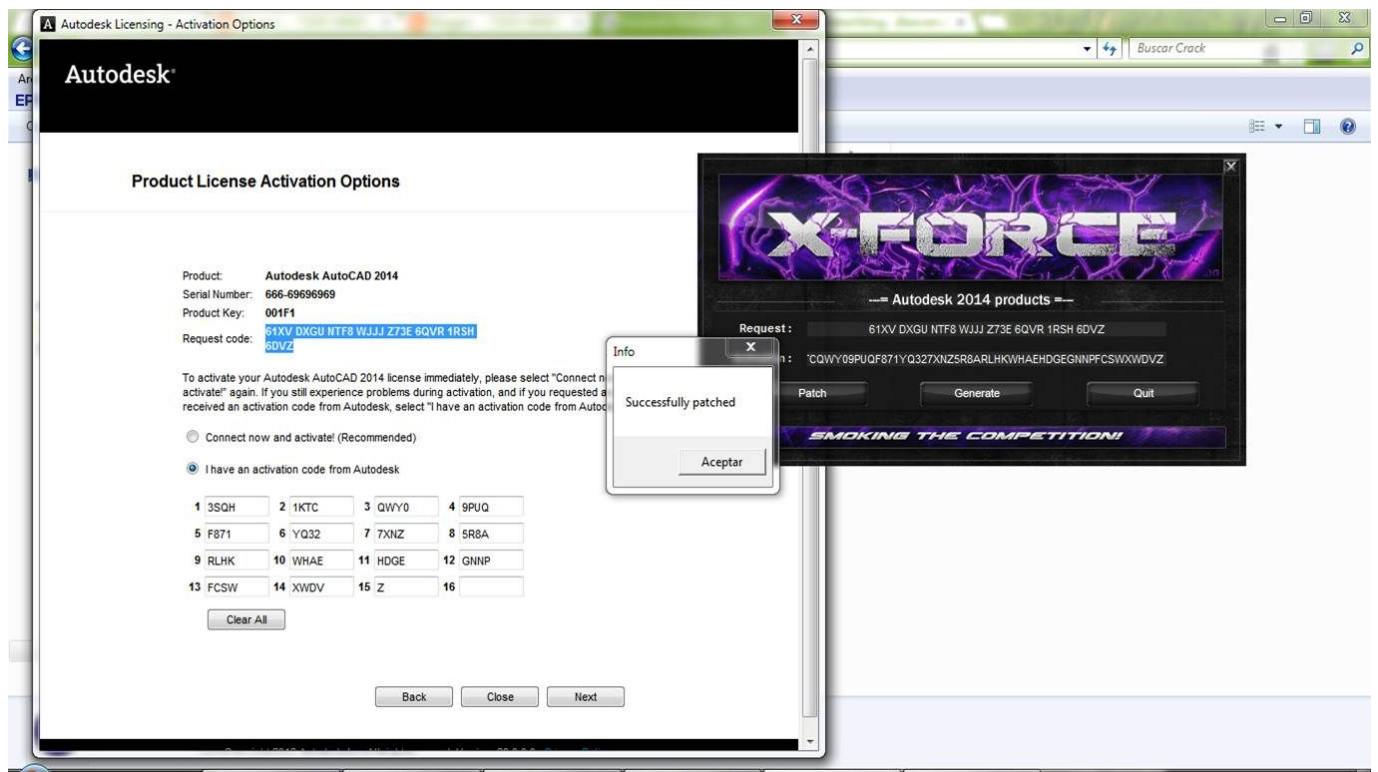 Autodesk Licensing - Activation Options
Buscar Crack
Autodesk
Product License Activation Options
Product: Autodesk AutoCAD 2014
Serial Number: 666-69696969
Product Key: 001F1
Request code: 61XV DXGU NTF8 WJJJ Z73E 6QVR 1RSH
6DVZ
To activate your Autodesk AutoCAD 2014 license immediately, please select "Connect n
activate!" again. If you still experience problems during activation, and if you requested a
received an activation code from Autodesk, select "I have an activation code from Autod
Connect now and activate! (Recommended)
I have an activation code from Autodesk
1 3SQH 2 1KTC 3 QWY0 4 9PUQ
5 F871 6 YQ32 7 7XNZ 8 5R8A
9 RLHK 10 WHAE 11 HDGE 12 GNNP
13 FCSW 14 XWDV 15 Z 16
Clear All
Back Close Next
Info
Successfully patched
Aceptar
X-FORCE
---= Autodesk 2014 products =---
Request : 61XV DXGU NTF8 WJJJ Z73E 6QVR 1RSH 6DVZ
n : CQWY09PUQF871YQ327XNZ5R8ARLHKWHAEHDGEGNNPFCSWXWDVZ
Patch Generate Quit
SMOKING THE COMPETITION!